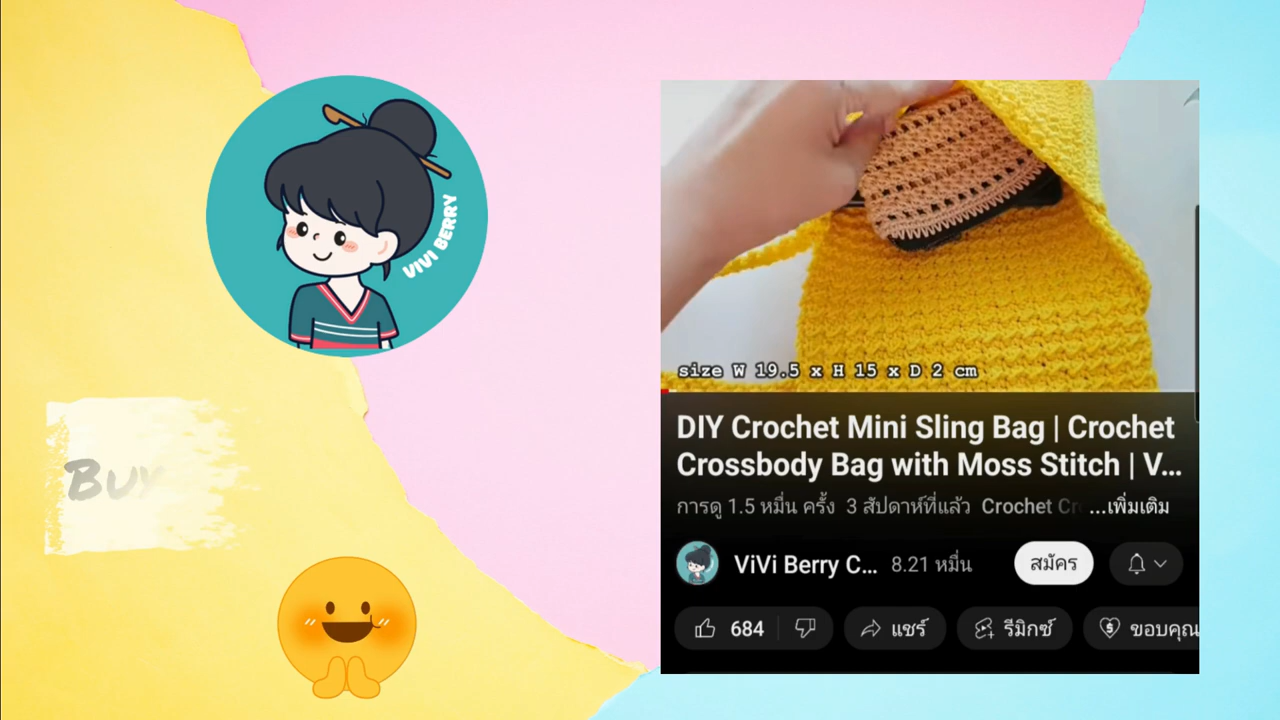 VIVI BERRY
BUY
size W 19.5 x H 15 x D 2 cm
DIY Crochet Mini Sling Bag | Crochet
Crossbody Bag with Moss Stitch | V...
การดู 1.5 หมื่น ครั้ง 3 สัปดาห์ที่แล้ว Crochet Cr ...เพิ่มเติม
ViVi Berry C... 8.21 หมื่น สมัคร
684 แชร์ รีมิกซ์ ขอบคุณ